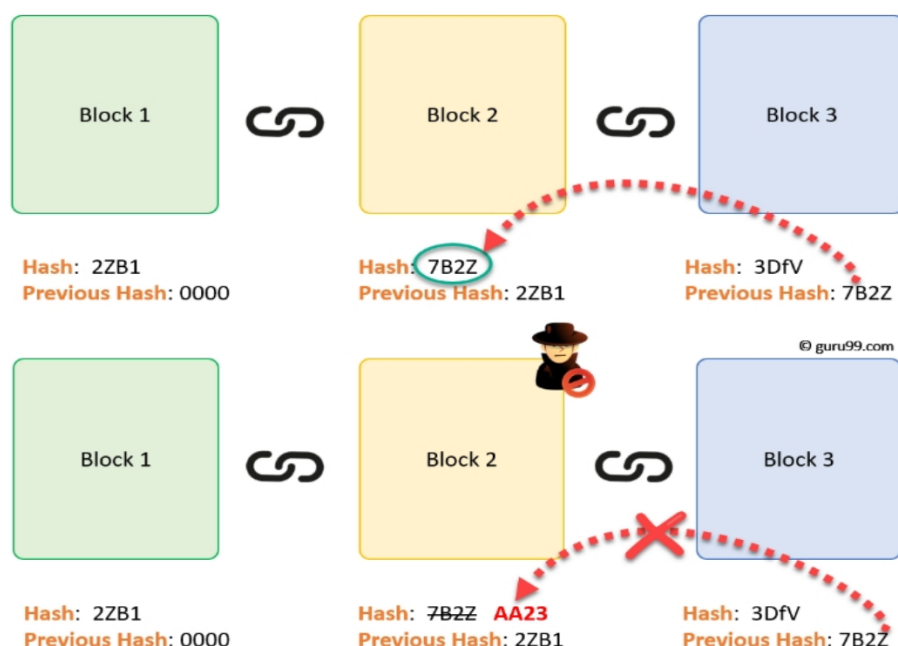 Block 1
Block 2
Block 3
Hash: 2ZB1
Previous Hash: 0000
Hash: 7B2Z
Previous Hash: 2ZB1
Hash: 3DfV
Previous Hash: 7B2Z
© guru99.com
Block 1
Block 2
Block 3
Hash: 2ZB1
Previous Hash: 0000
Hash: 7B2Z AA23
Previous Hash: 2ZB1
Hash: 3DfV
Previous Hash: 7B2Z